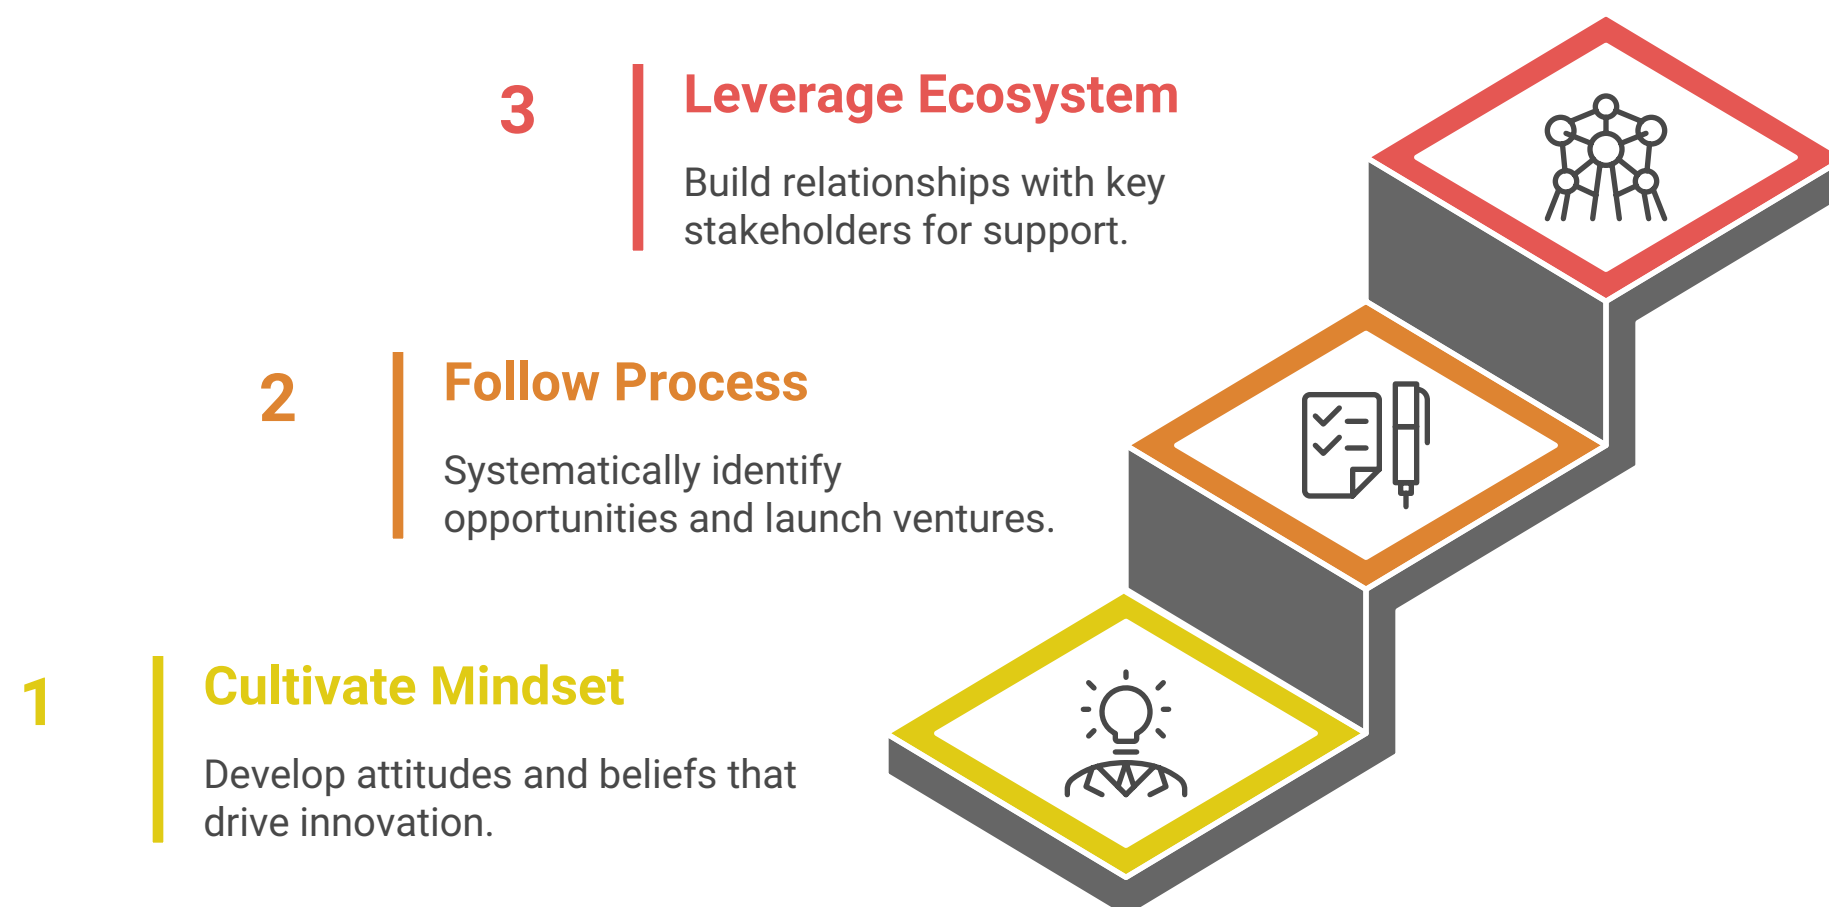 3
Leverage Ecosystem
Build relationships with key
stakeholders for support.
2
Follow Process
Systematically identify
opportunities and launch ventures.
1
Cultivate Mindset
Develop attitudes and beliefs that
drive innovation.